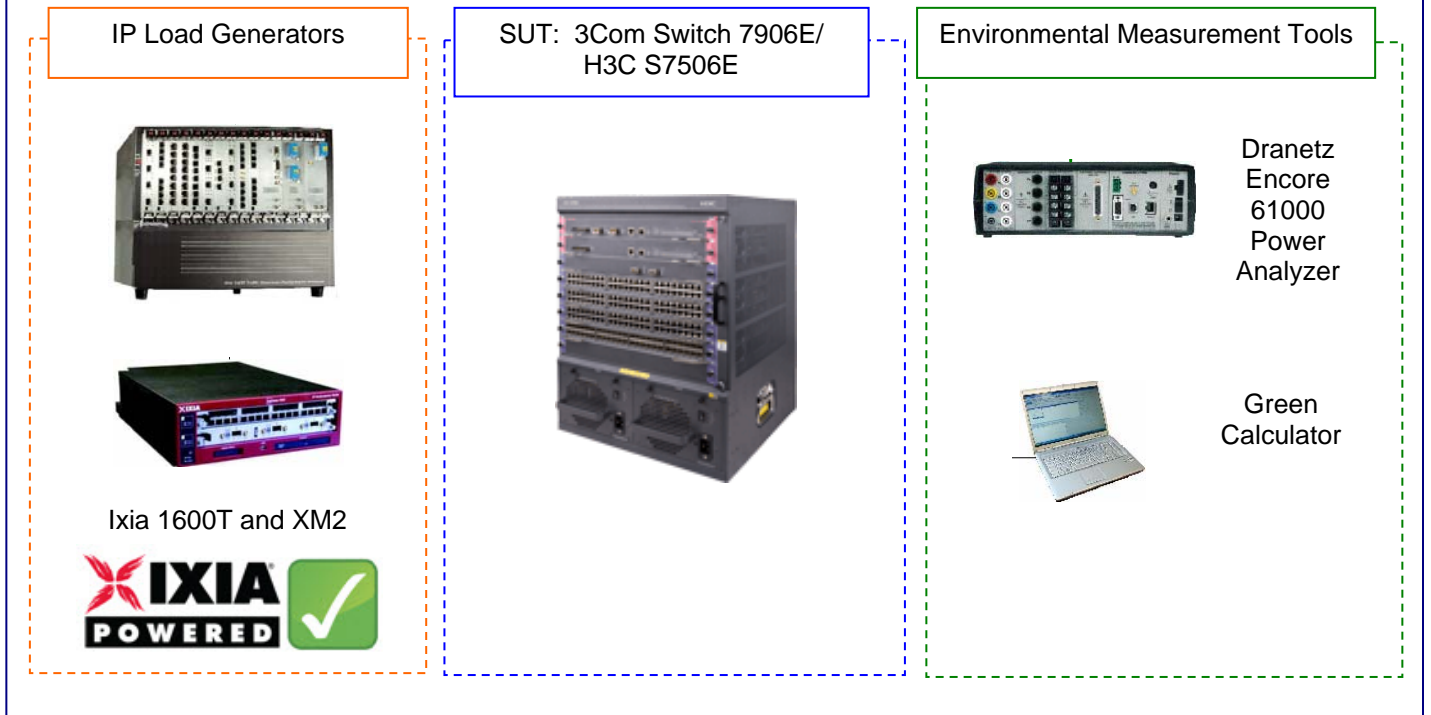 IP Load Generators
SUT: 3Com Switch 7906E/
H3C S7506E
Environmental Measurement Tools
Dranetz
Encore
61000
Power
Analyzer
XIXIA
Green
Calculator
Ixia 1600T and XM2
IXIA
POWERED